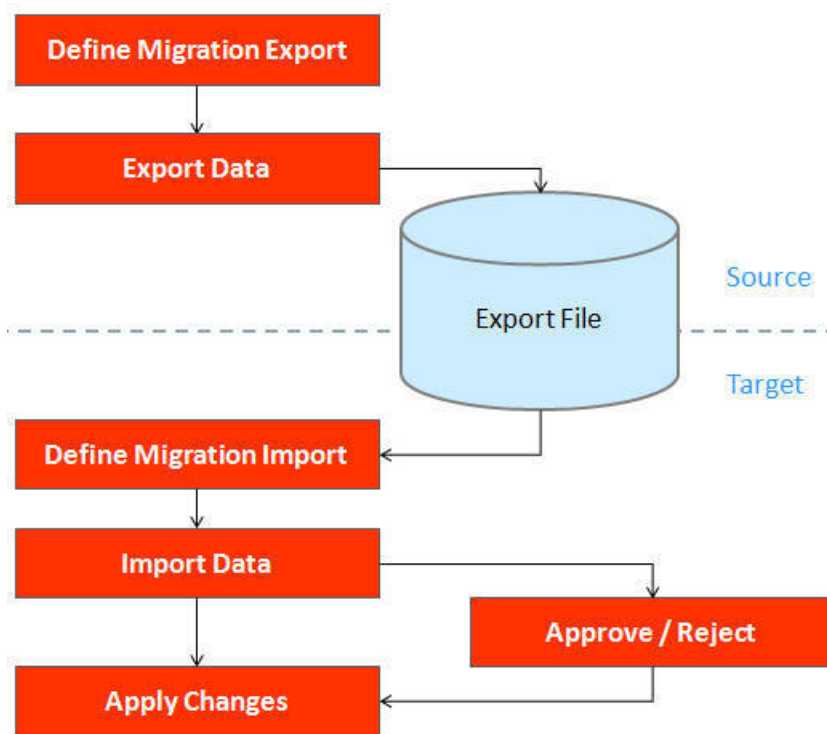 Define Migration Export
Export Data
Source
Export File
Target
Define Migration Import
Import Data
Approve / Reject
Apply Changes